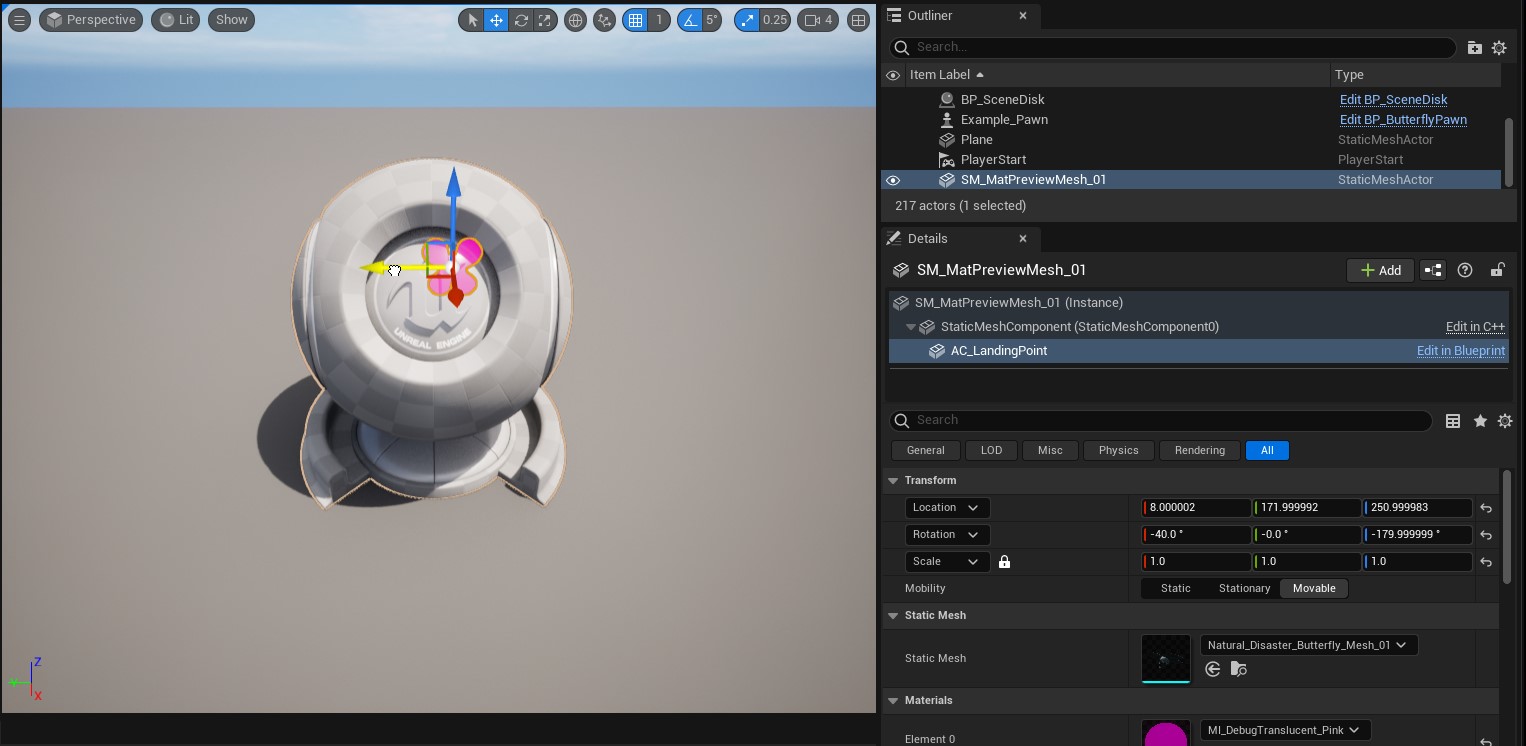 Perspective
Lit
Show
1
5°
0.25
4
Outliner
Search...
Item Label
Type
BP_SceneDisk
Edit BP_SceneDisk
Example_Pawn
Edit BP_ButterflyPawn
Plane
StaticMeshActor
PlayerStart
PlayerStart
SM_MatPreviewMesh_01
StaticMeshActor
217 actors (1 selected)
Details
SM_MatPreviewMesh_01
Add
SM_MatPreviewMesh_01 (Instance)
StaticMeshComponent (StaticMeshComponent0)
Edit in C++
AC_LandingPoint
Edit in Blueprint
Search
General
LOD
Misc
Physics
Rendering
All
Transform
Location
8.000002
171.999992
250.999983
Rotation
-40.0 °
-0.0 °
-179.999999 °
Scale
1.0
1.0
1.0
Mobility
Static
Stationary
Movable
Static Mesh
Static Mesh
Natural_Disaster_Butterfly_Mesh_01
Materials
Element 0
MI_DebugTranslucent_Pink
UNREAL ENGINE
Z
Y
X